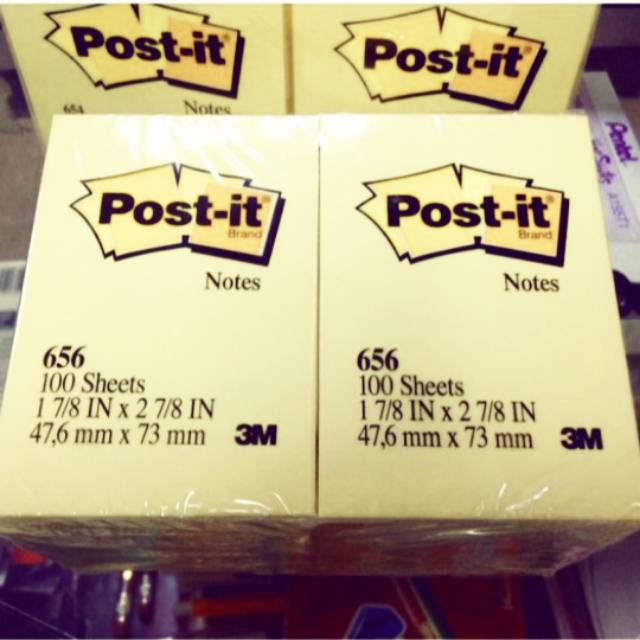 Post-it®
654
Notes
Post-it®
Post-it®
Brand
Notes
656
100 Sheets
1 7/8 IN x 2 7/8 IN
47,6 mm x 73 mm
3M
Post-it®
Brand
Notes
656
100 Sheets
1 7/8 IN x 2 7/8 IN
47,6 mm x 73 mm
3M
Pentel